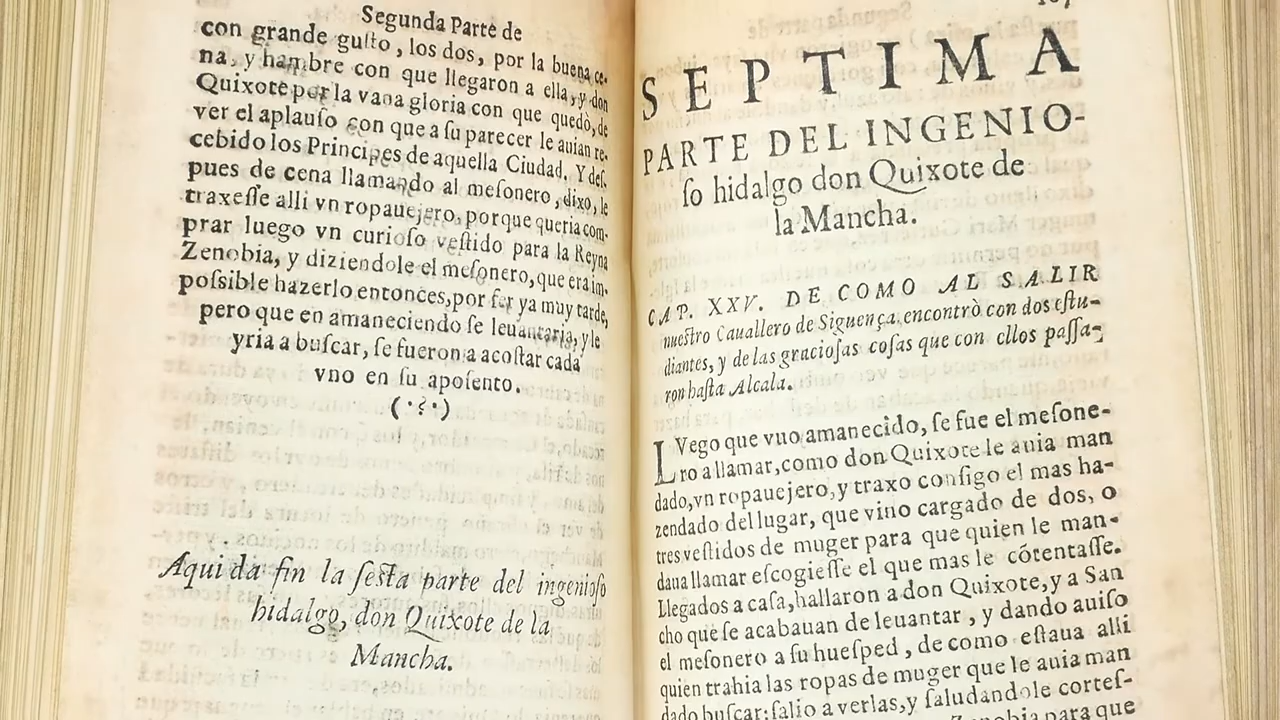 Segunda Parte de
con grande guſto, los dos, por la buena ce-
na, y hambre con que llegaron a ella, y don
Quixote por la vana gloria con que quedò, de
ver el aplauſo con que a ſu parecer le auian re-
cebido los Principes de aquella Ciudad. Y deſ-
pues de cena llamando al meſonero, dixo, le
traxeſſe alli vn ropauejero, porque queria com-
prar luego vn curioſo veſtido para la Reyna
Zenobia, y diziendole el meſonero, que era im-
poſsible hazerlo entonces, por ſer ya muy tarde,
pero que en amaneciendo ſe leuantaria, y le
yria a buſcar, ſe fueron a acoſtar cada
vno en ſu apoſento.
(·?·)
Aqui da fin la ſeſta parte del ingenioſo
hidalgo, don Quixote de la
Mancha.
SEPTIMA
PARTE DEL INGENIO-
ſo hidalgo don Quixote de
la Mancha.
CAP. XXV. DE COMO AL SALIR
nueſtro Cauallero de Siguença, encontrò con dos eſtu-
diantes, y de las gracioſas coſas que con ellos paſſa-
ron haſta Alcala.
LVego que vuo amanecido, ſe fue el meſone-
ro a llamar, como don Quixote le auia man
dado, vn ropauejero, y traxo conſigo el mas ha-
zendado del lugar, que vino cargado de dos, o
tres veſtidos de muger para que quien le man-
daua llamar eſcogieſſe el que mas le cótentaſſe.
Llegados a caſa, hallaron a don Quixote, y a San
cho que ſe acabauan de leuantar, y dando auiſo
el meſonero a ſu hueſped, de como eſtaua alli
quien trahia las ropas de muger que le auia man
dado buſcar: ſalio a verlas, y ſaludandole corteſ-
Zenobia para que